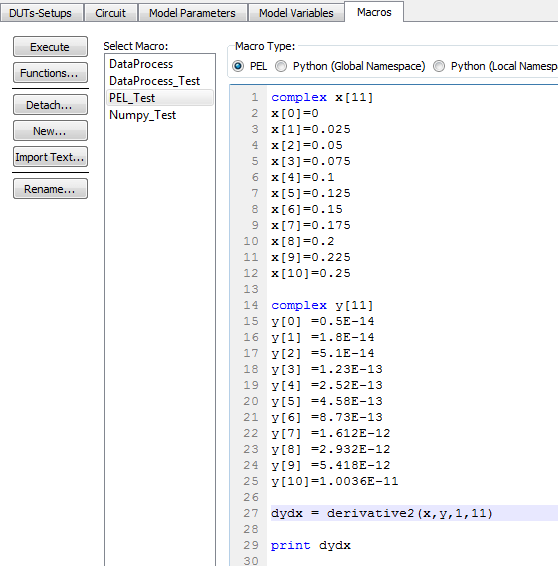 DUTs-Setups Circuit Model Parameters Model Variables Macros
Execute
Functions...
Detach...
New...
Import Text...
Rename...
Select Macro:
DataProcess
DataProcess_Test
PEL_Test
Numpy_Test
Macro Type:
PEL Python (Global Namespace) Python (Local Namesp
1 complex x[11]
2 x[0]=0
3 x[1]=0.025
4 x[2]=0.05
5 x[3]=0.075
6 x[4]=0.1
7 x[5]=0.125
8 x[6]=0.15
9 x[7]=0.175
10 x[8]=0.2
11 x[9]=0.225
12 x[10]=0.25
13
14 complex y[11]
15 y[0] =0.5E-14
16 y[1] =1.8E-14
17 y[2] =5.1E-14
18 y[3] =1.23E-13
19 y[4] =2.52E-13
20 y[5] =4.58E-13
21 y[6] =8.73E-13
22 y[7] =1.612E-12
23 y[8] =2.932E-12
24 y[9] =5.418E-12
25 y[10]=1.0036E-11
26
27 dydx = derivative2(x,y,1,11)
28
29 print dydx
30